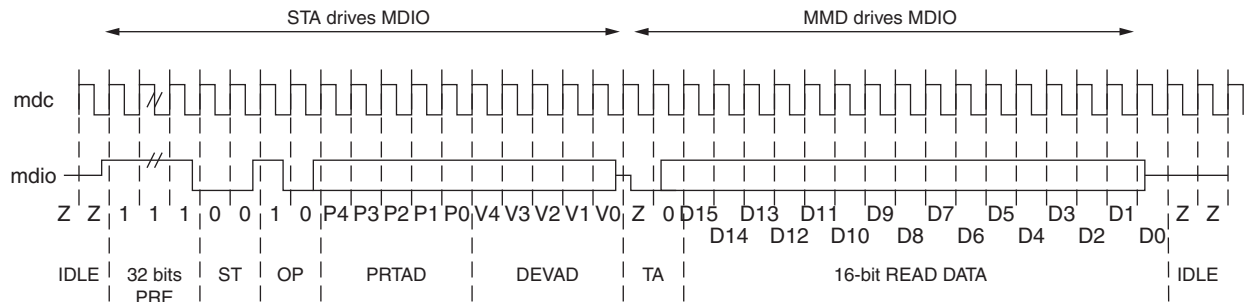 STA drives MDIO MMD drives MDIO
mdc
mdio
Z Z 1 1 1 0 0 1 0 P4 P3 P2 P1 P0 V4 V3 V2 V1 V0 Z 0 D15 D13 D11 D9 D7 D5 D3 D1 Z Z
D14 D12 D10 D8 D6 D4 D2 D0
IDLE 32 bits ST OP PRTAD DEVAD TA 16-bit READ DATA IDLE
PRE